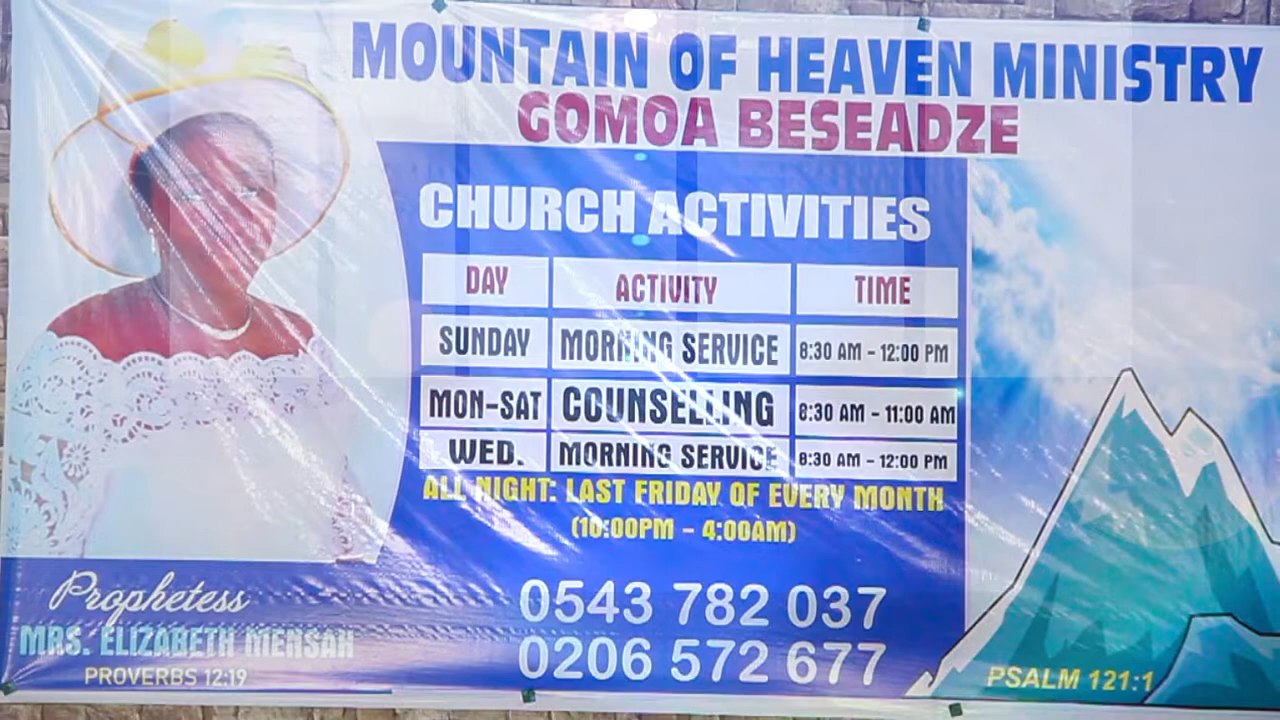 MOUNTAIN OF HEAVEN MINISTRY
GOMOA BESEADZE
CHURCH ACTIVITIES
DAY ACTIVITY TIME
SUNDAY MORNING SERVICE 8:30 AM - 12:00 PM
MON-SAT COUNSELLING 8:30 AM - 11:00 AM
WED. MORNING SERVICE 8:30 AM - 12:00 PM
ALL NIGHT: LAST FRIDAY OF EVERY MONTH
(10:00PM - 4:00AM)
0543 782 037
0206 572 677
Prophetess
MRS. ELIZABETH MENSAH
PROVERBS 12:19
PSALM 121:1